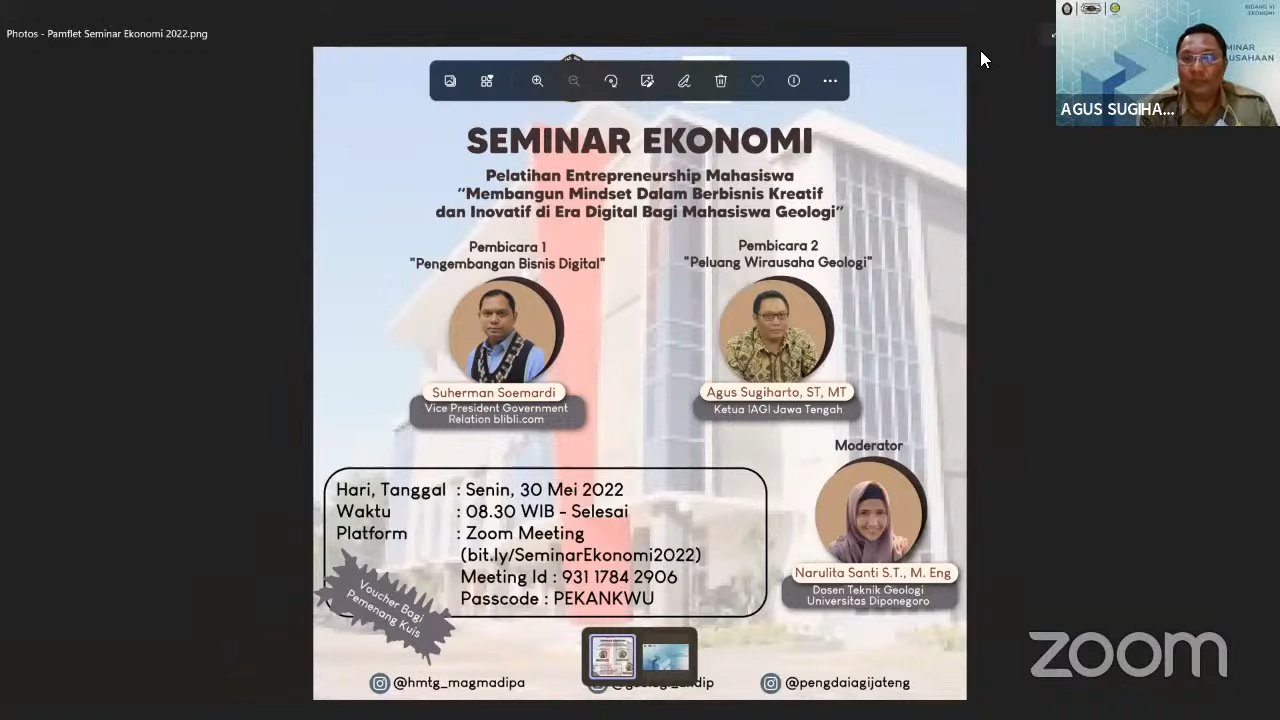 Photos - Pamflet Seminar Ekonomi 2022.png
BIDANG VI
EKONOMI
AGUS SUGIHA...
SEMINAR EKONOMI
Pelatihan Entrepreneurship Mahasiswa
"Membangun Mindset Dalam Berbisnis Kreatif
dan Inovatif di Era Digital Bagi Mahasiswa Geologi"
Pembicara 1
"Pengembangan Bisnis Digital"
Suherman Soemardi
Vice President Government
Relation blibli.com
Pembicara 2
"Peluang Wirausaha Geologi"
Agus Sugiharto, ST, MT
Ketua IAGI Jawa Tengah
Moderator
Narulita Santi S.T., M. Eng
Dosen Teknik Geologi
Universitas Diponegoro
Hari, Tanggal : Senin, 30 Mei 2022
Waktu : 08.30 WIB - Selesai
Platform : Zoom Meeting
(bit.ly/SeminarEkonomi2022)
Meeting Id : 931 1784 2906
Passcode : PEKANKWU
Voucher Bagi
Pemenang Kuis
@hmtg_magmadipa
@pengdaiagijateng
zoom